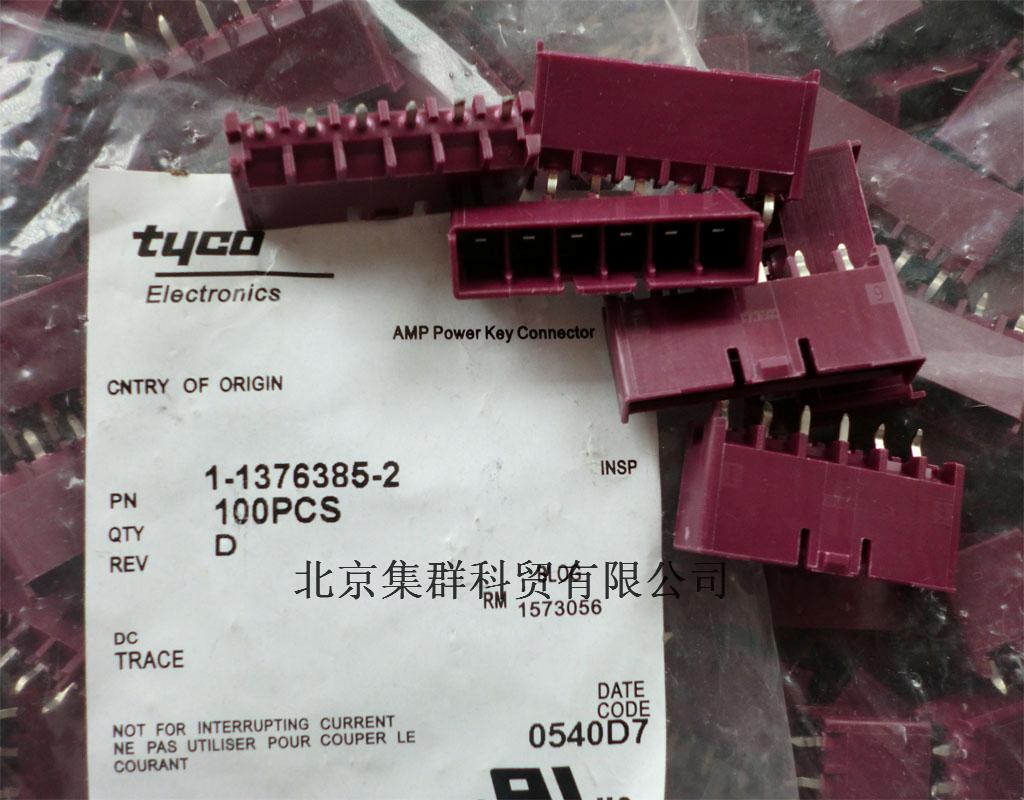 tyco
Electronics
AMP Power Key Connector
CNTRY OF ORIGIN
INSP
PN 1-1376385-2
QTY 100PCS
REV D
北京集群科贸有限公司
BLDG
RM 1573056
DC
TRACE
DATE
CODE
0540D7
NOT FOR INTERRUPTING CURRENT
NE PAS UTILISER POUR COUPER LE
COURANT